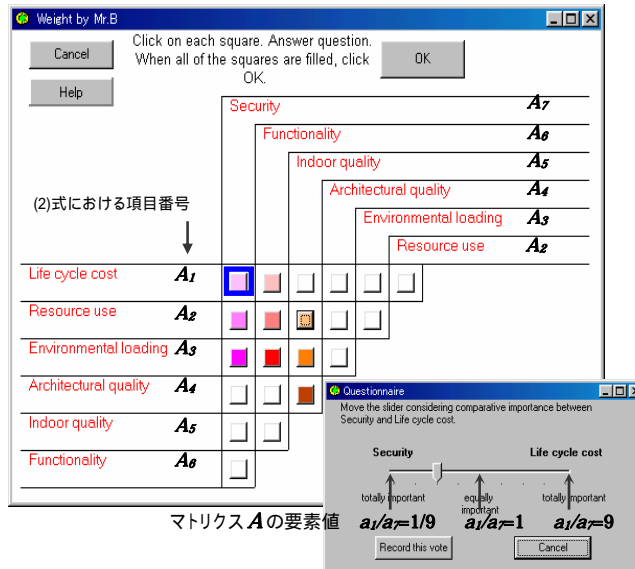 Weight by Mr.B
Cancel
Help
Click on each square. Answer question.
When all of the squares are filled, click
OK.
OK
Security A7
Functionality A6
Indoor quality A5
Architectural quality A4
Environmental loading A3
Resource use A2
(2)式における項目番号
Life cycle cost A1
Resource use A2
Environmental loading A3
Architectural quality A4
Indoor quality A5
Functionality A6
Questionnaire
Move the slider considering comparative importance between
Security and Life cycle cost.
Security Life cycle cost
totally important equally important totally important
マトリクスAの要素値 a1/a7=1/9 a1/a7=1 a1/a7=9
Record this vote Cancel